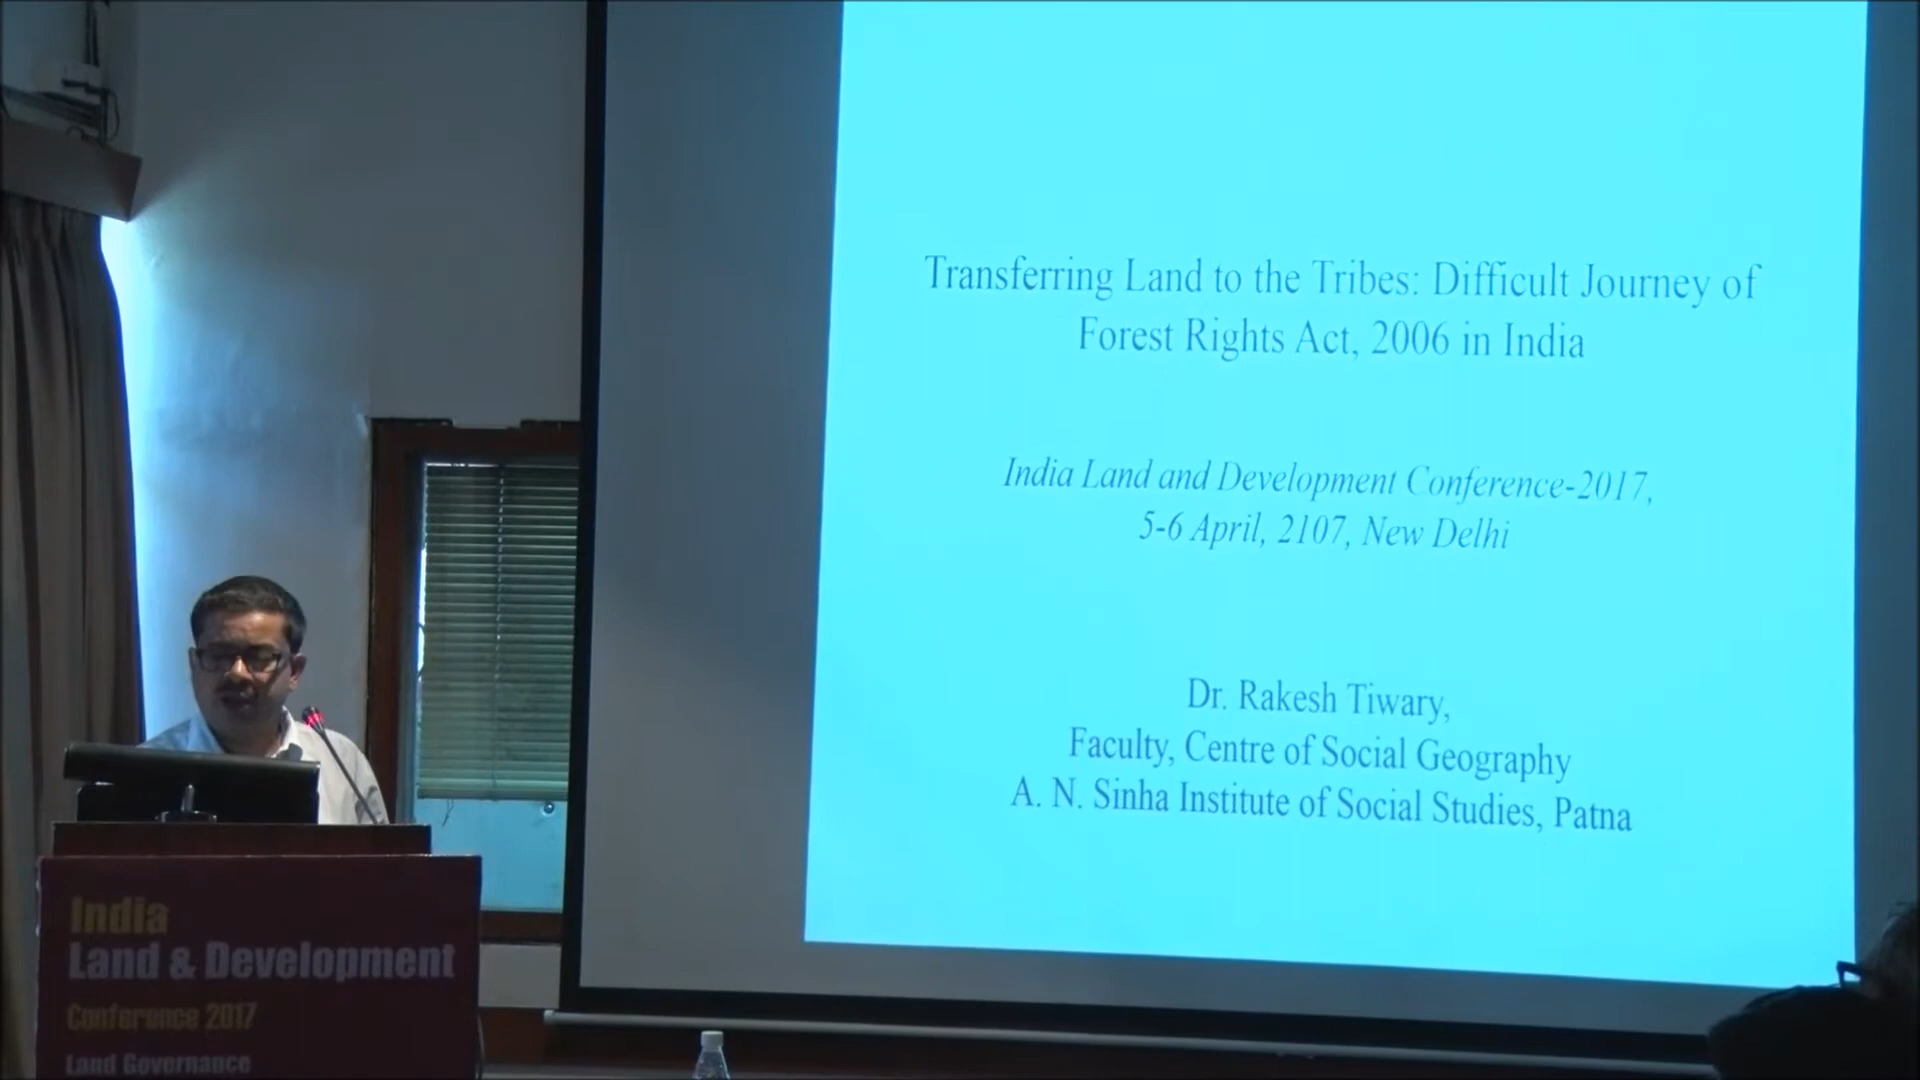 Transferring Land to the Tribes: Difficult Journey of
Forest Rights Act, 2006 in India
India Land and Development Conference-2017,
5-6 April, 2107, New Delhi
Dr. Rakesh Tiwary,
Faculty, Centre of Social Geography
A. N. Sinha Institute of Social Studies, Patna
India
Land & Development
Conference 2017
Land Governance